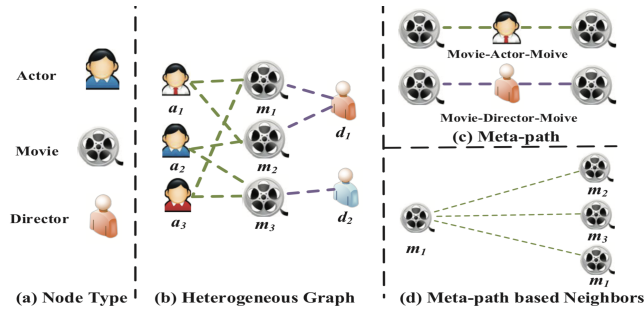 Actor
Movie
Director
(a) Node Type
a1
a2
a3
m1
m2
m3
d1
d2
(b) Heterogeneous Graph
Movie-Actor-Moive
Movie-Director-Moive
(c) Meta-path
m1
m2
m3
m1
(d) Meta-path based Neighbors